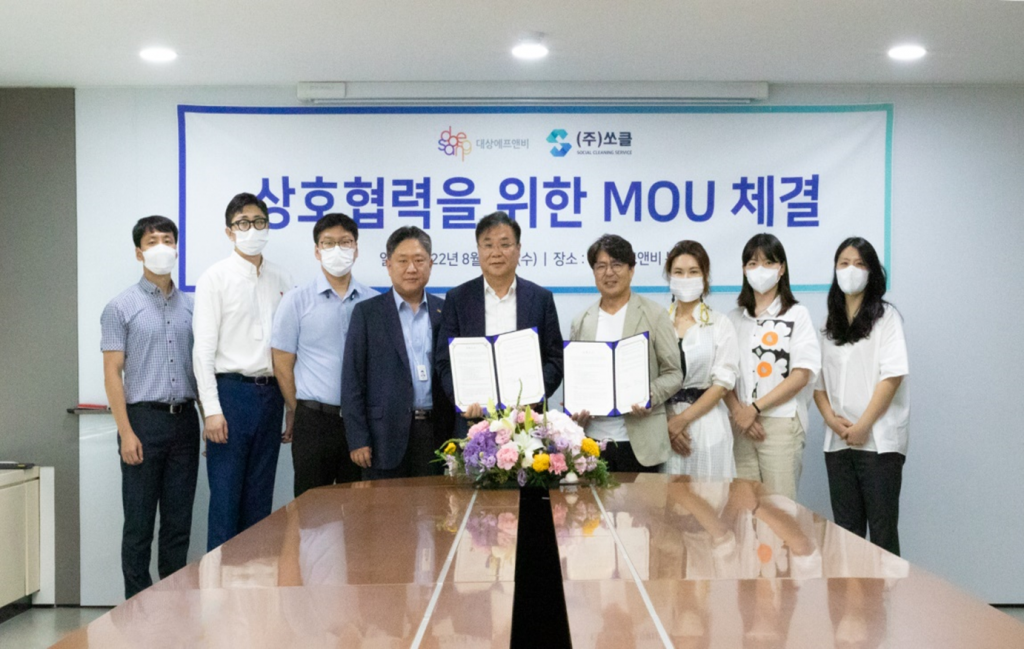 daesang 대상에프앤비 (주)쏘클
SOCIAL CLEANING SERVICE
상호협력을 위한 MOU 체결
22년 8월 (수) | 장소 : 앤비